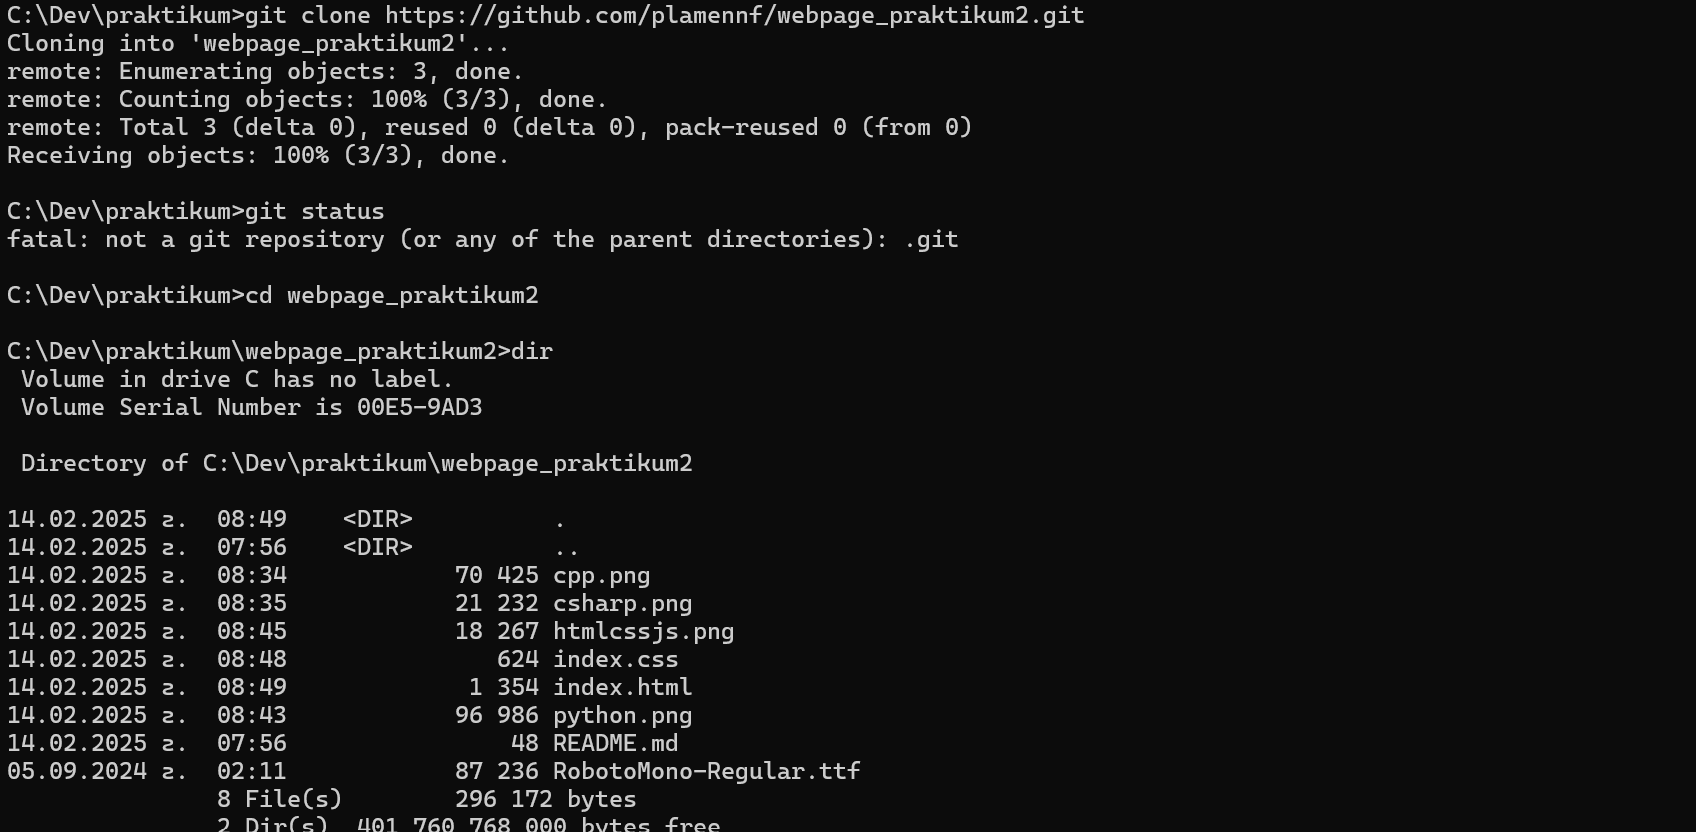 C:\Dev\praktikum>git clone https://github.com/plamennf/webpage_praktikum2.git
Cloning into 'webpage_praktikum2'...
remote: Enumerating objects: 3, done.
remote: Counting objects: 100% (3/3), done.
remote: Total 3 (delta 0), reused 0 (delta 0), pack-reused 0 (from 0)
Receiving objects: 100% (3/3), done.
C:\Dev\praktikum>git status
fatal: not a git repository (or any of the parent directories): .git
C:\Dev\praktikum>cd webpage_praktikum2
C:\Dev\praktikum\webpage_praktikum2>dir
Volume in drive C has no label.
Volume Serial Number is 00E5-9AD3
Directory of C:\Dev\praktikum\webpage_praktikum2
14.02.2025 г.  08:49    <DIR>          .
14.02.2025 г.  07:56    <DIR>          ..
14.02.2025 г.  08:34            70 425 cpp.png
14.02.2025 г.  08:35            21 232 csharp.png
14.02.2025 г.  08:45            18 267 htmlcssjs.png
14.02.2025 г.  08:48               624 index.css
14.02.2025 г.  08:49             1 354 index.html
14.02.2025 г.  08:43            96 986 python.png
14.02.2025 г.  07:56                48 README.md
05.09.2024 г.  02:11            87 236 RobotoMono-Regular.ttf
8 File(s)        296 172 bytes
2 Dir(s)  401 760 768 000 bytes free